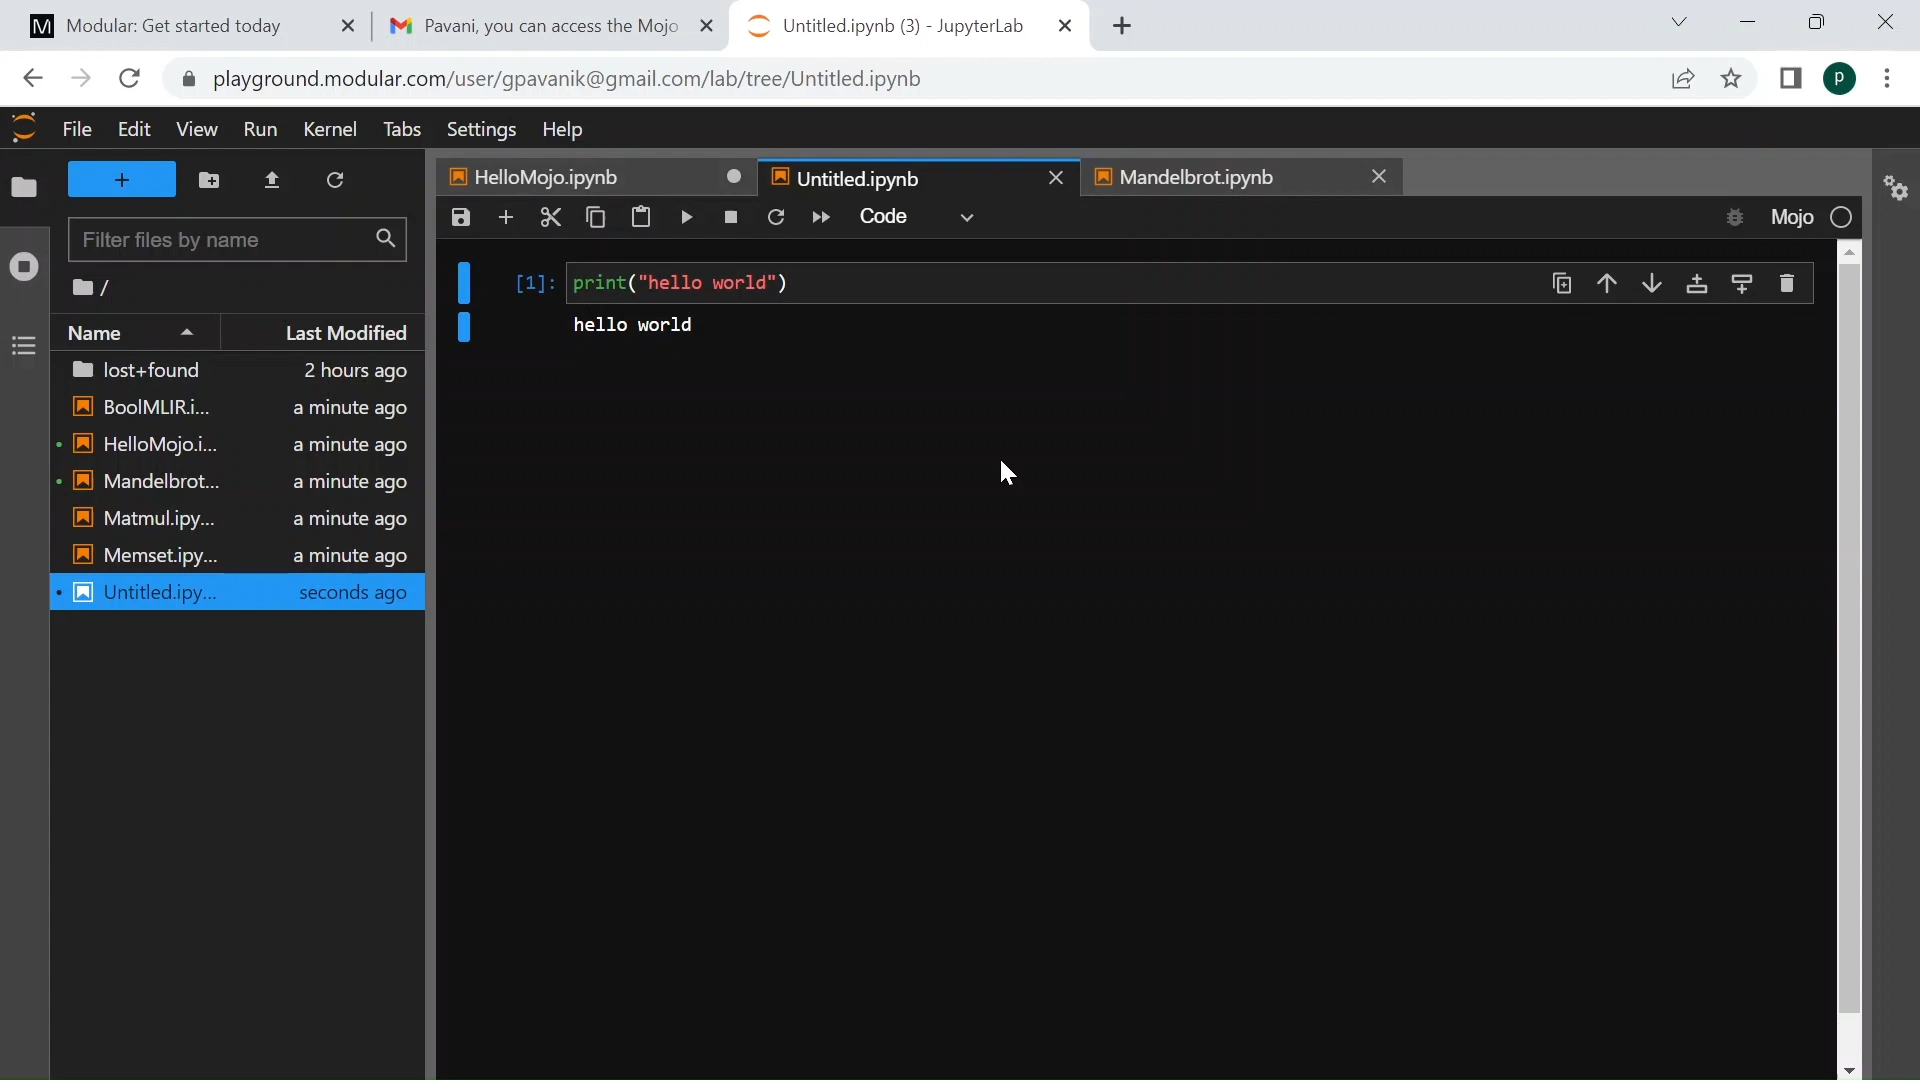 M Modular: Get started today
Pavani, you can access the Mojo
Untitled.ipynb (3) - JupyterLab
playground.modular.com/user/gpavanik@gmail.com/lab/tree/Untitled.ipynb
p
File Edit View Run Kernel Tabs Settings Help
HelloMojo.ipynb
Untitled.ipynb
Mandelbrot.ipynb
Code
Mojo
Filter files by name
/
Name Last Modified
lost+found 2 hours ago
BoolMLIR.i... a minute ago
HelloMojo.i... a minute ago
Mandelbrot... a minute ago
Matmul.ipy... a minute ago
Memset.ipy... a minute ago
Untitled.ipy... seconds ago
[1]: print("hello world")
hello world